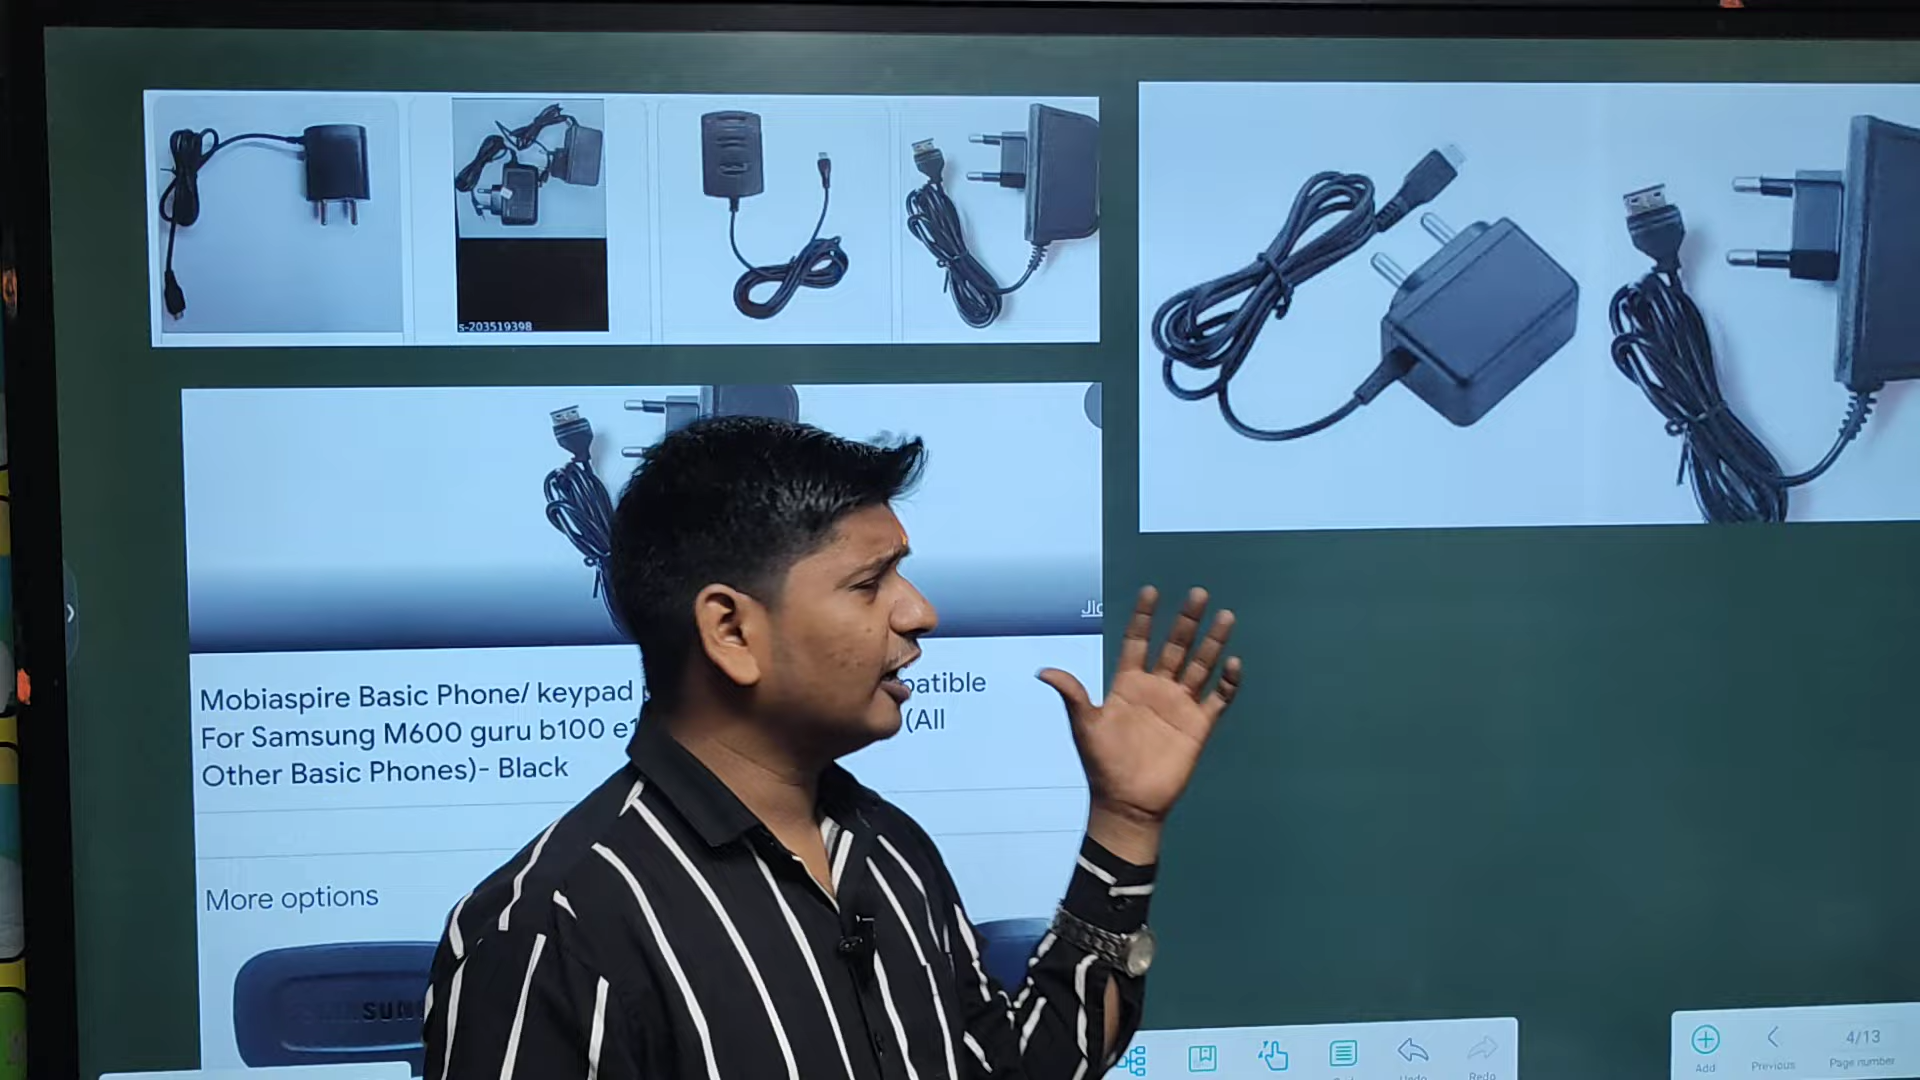 s-203519398
Mobiaspire Basic Phone/ keypad patible
For Samsung M600 guru b100 (All
Other Basic Phones)- Black
More options
Undo
Redo
Add
Previous
4/13
Page number